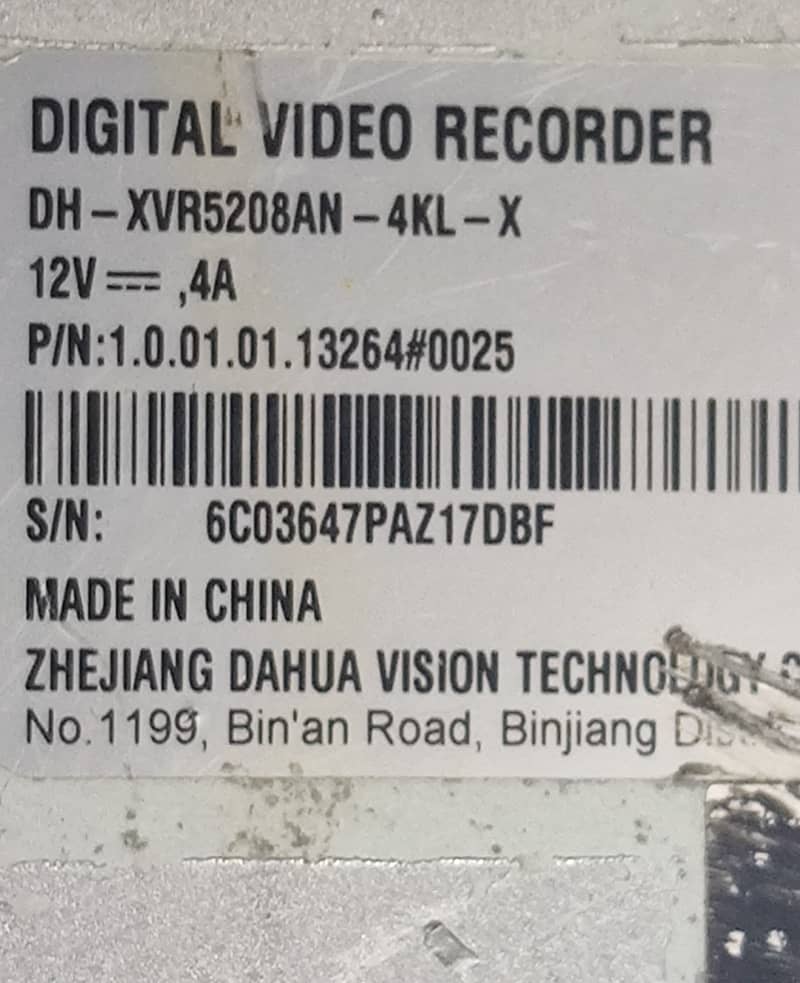 DIGITAL VIDEO RECORDER
DH-XVR5208AN-4KL-X
12V⎓,4A
P/N:1.0.01.01.13264#0025
S/N: 6C03647PAZ17DBF
MADE IN CHINA
ZHEJIANG DAHUA VISION TECHNOLOGY
No.1199, Bin'an Road, Binjiang